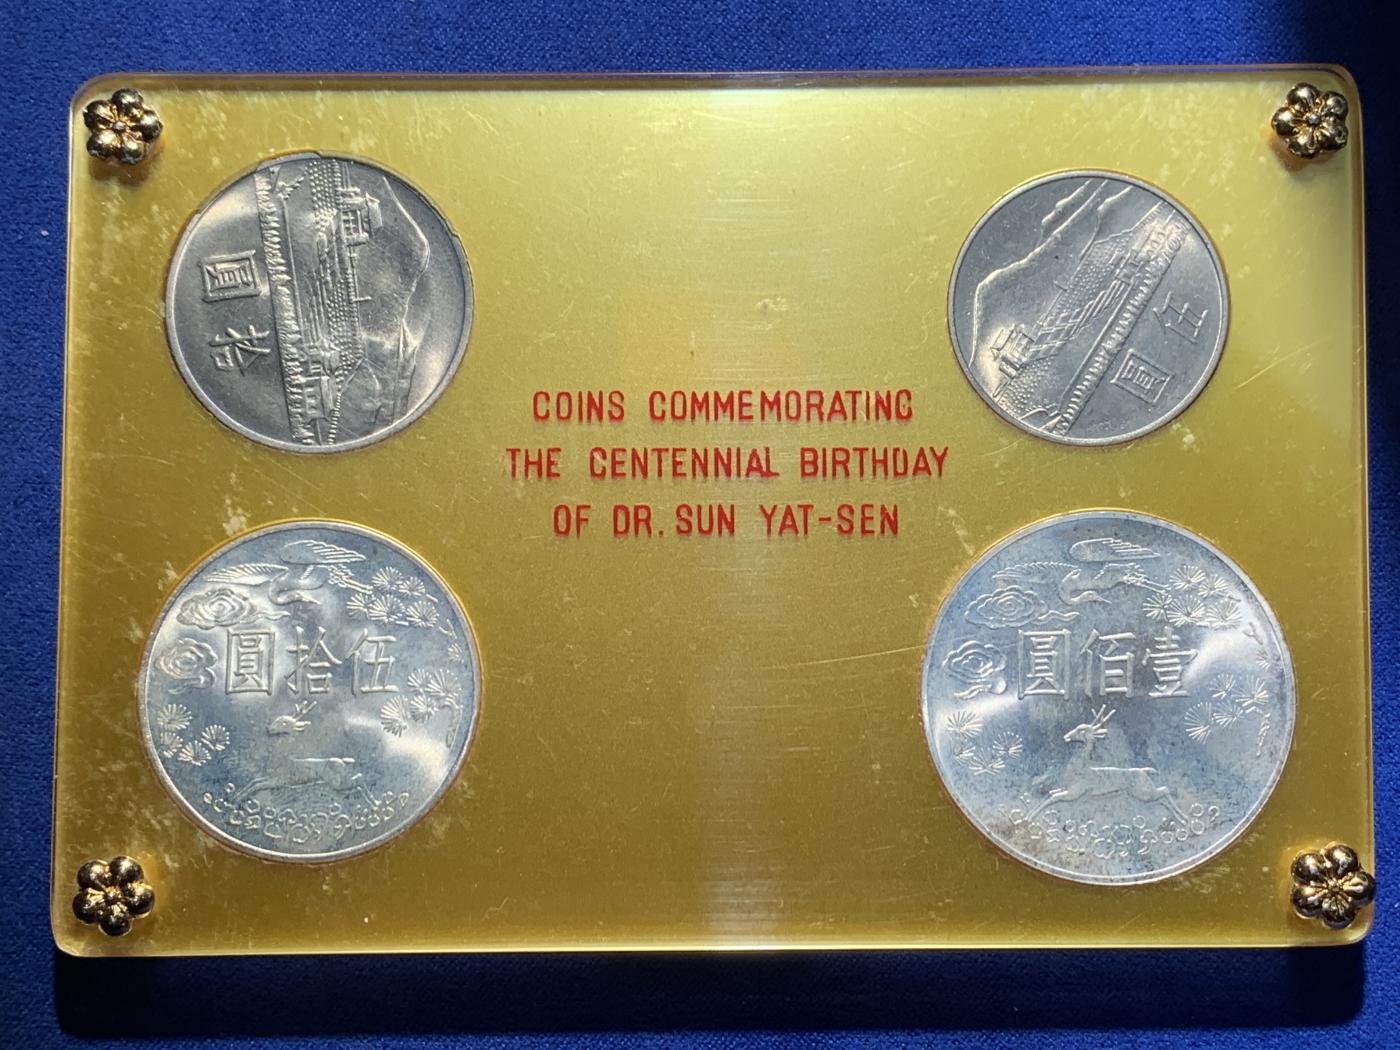 拾圓
伍圓
COINS COMMEMORATING
THE CENTENNIAL BIRTHDAY
OF DR. SUN YAT-SEN
伍拾圓
壹佰圓